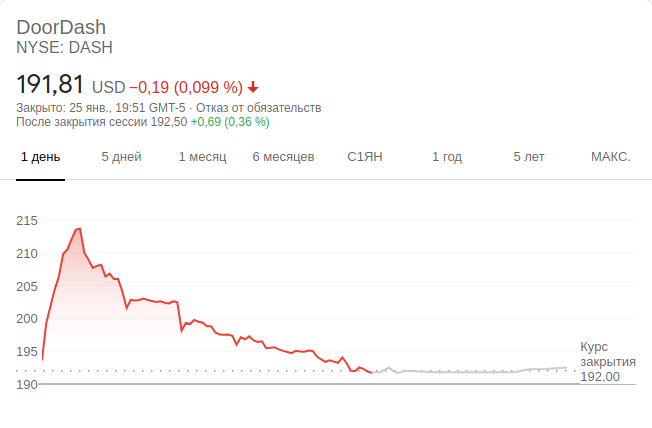 DoorDash
NYSE: DASH
191,81 USD −0,19 (0,099 %)
Закрыто: 25 янв., 19:51 GMT-5 · Отказ от обязательств
После закрытия сессии 192,50 +0,69 (0,36 %)
1 день 5 дней 1 месяц 6 месяцев С1ЯН 1 год 5 лет МАКС.
215
210
205
200
195
190
Курс
закрытия
192,00